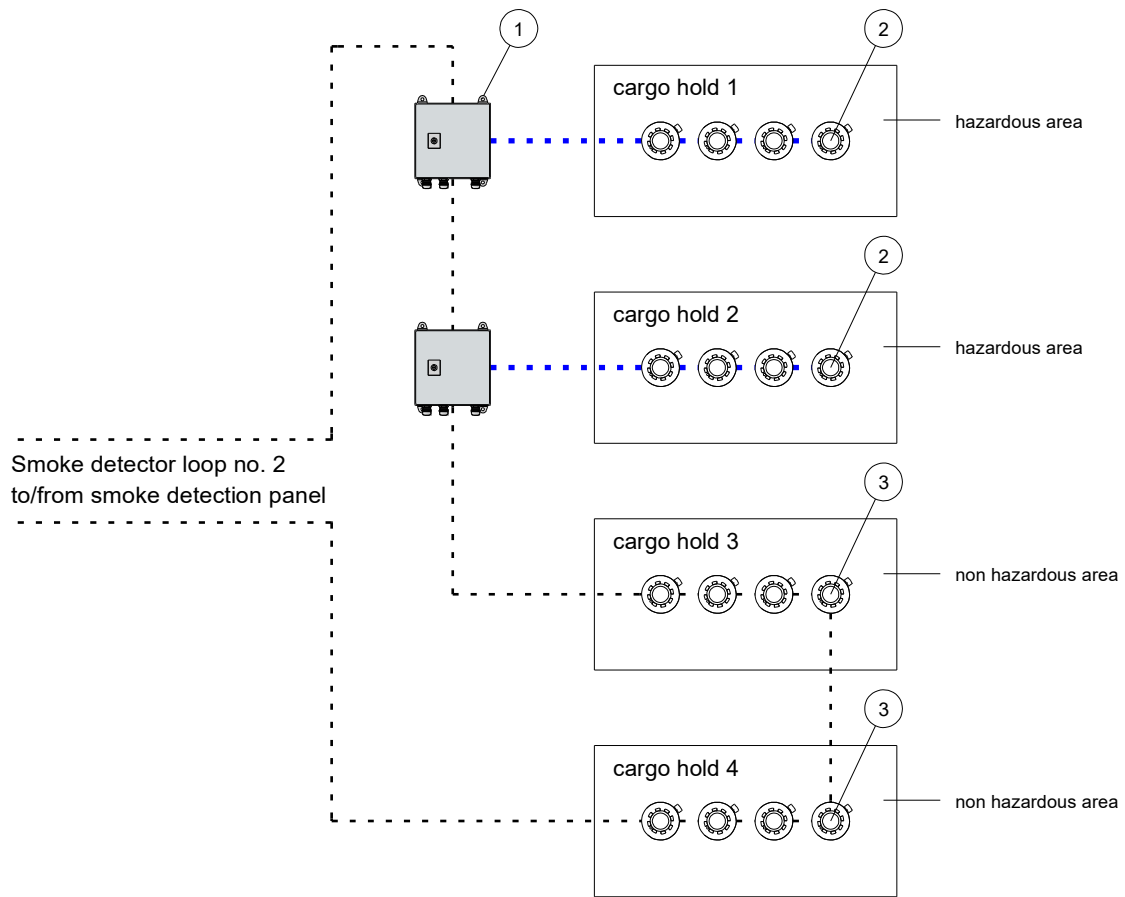 1
2
cargo hold 1
hazardous area
2
cargo hold 2
hazardous area
Smoke detector loop no. 2
to/from smoke detection panel
3
cargo hold 3
non hazardous area
3
cargo hold 4
non hazardous area